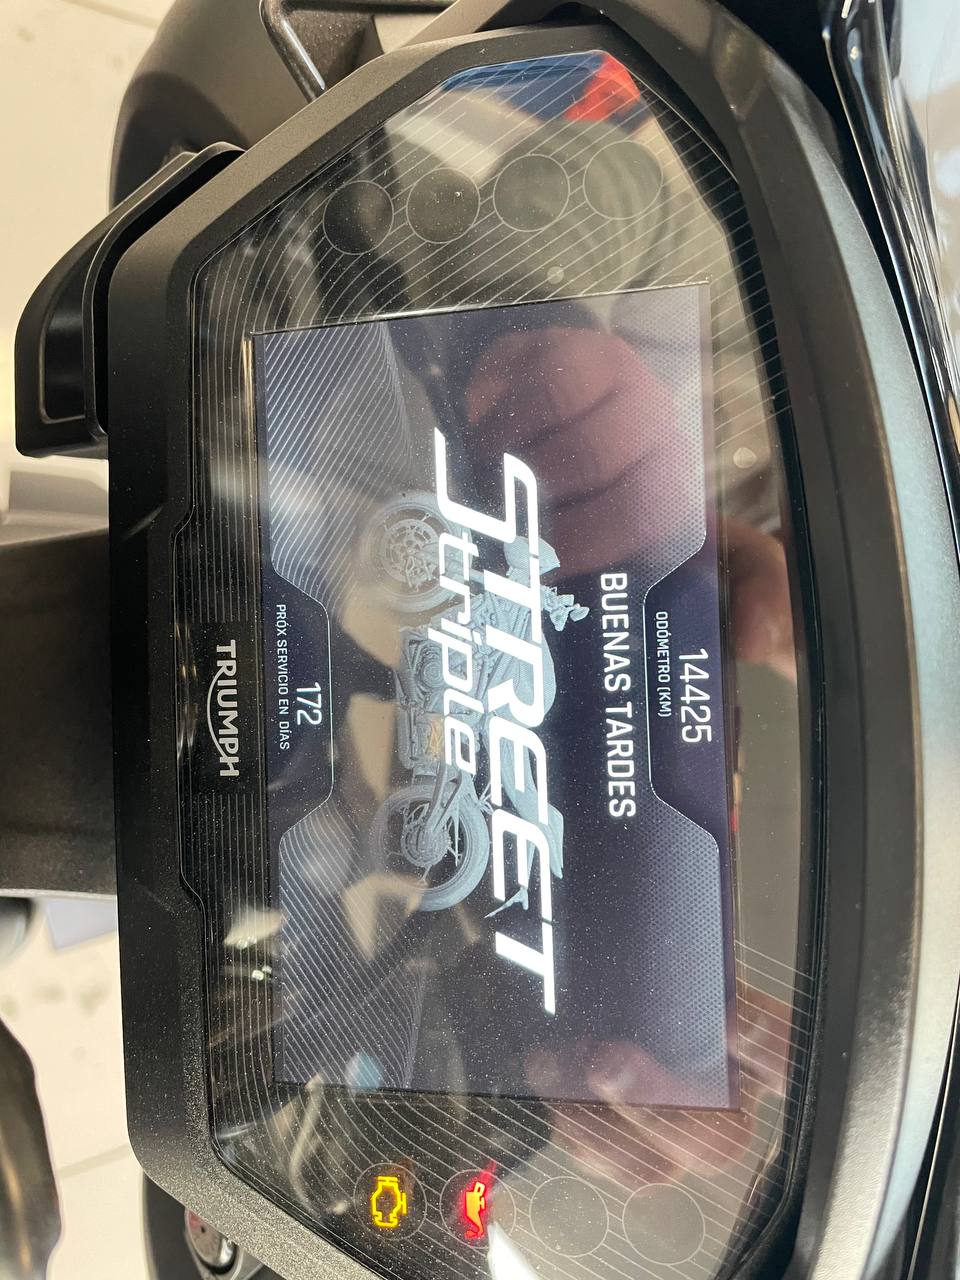 14425
ODÓMETRO (KM)
BUENAS TARDES
STREET
triple
172
PRÓX SERVICIO EN DÍAS
TRIUMPH